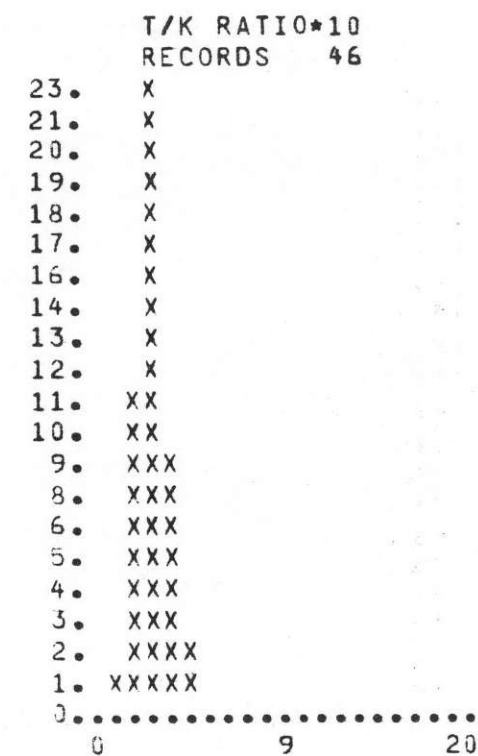 T/K RATIO*10
RECORDS 46
23. X
21. X
20. X
19. X
18. X
17. X
16. X
14. X
13. X
12. X
11. XX
10. XX
9. XXX
8. XXX
6. XXX
5. XXX
4. XXX
3. XXX
2. XXXX
1. XXXXX
0.....................
0 9 20